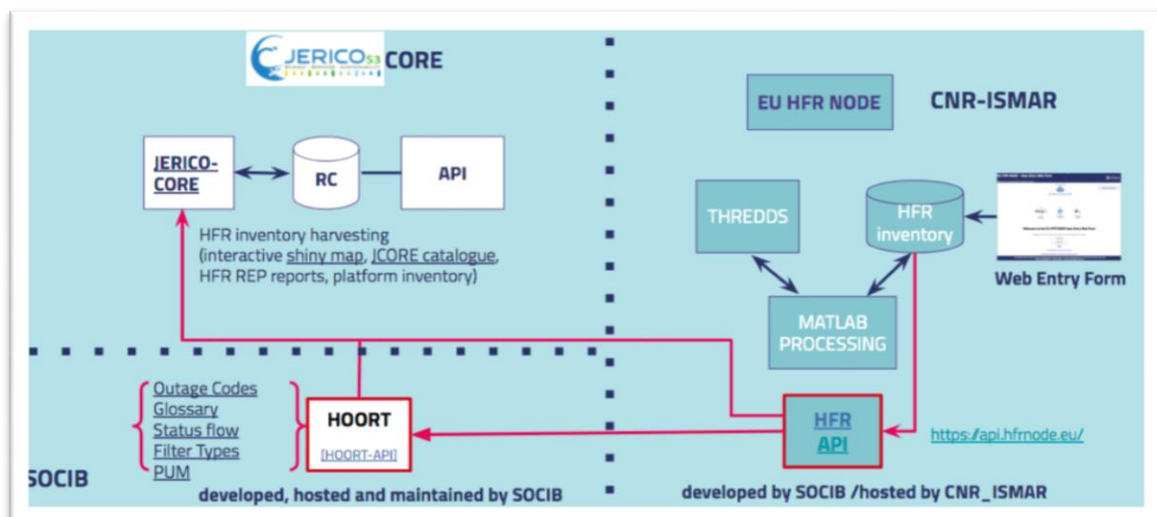 JERICO S3 CORE
JERICO-
CORE
RC
API
HFR inventory harvesting
(interactive shiny map, JCORE catalogue,
HFR REP reports, platform inventory)
EU HFR NODE
CNR-ISMAR
THREDDS
HFR
inventory
Web Entry Form
MATLAB
PROCESSING
Outage Codes
Glossary
Status flow
Filter Types
PUM
HOORT
[HOORT-API]
HFR
API
https://api.hfrnode.eu/
SOCIB
developed, hosted and maintained by SOCIB
developed by SOCIB /hosted by CNR_ISMAR